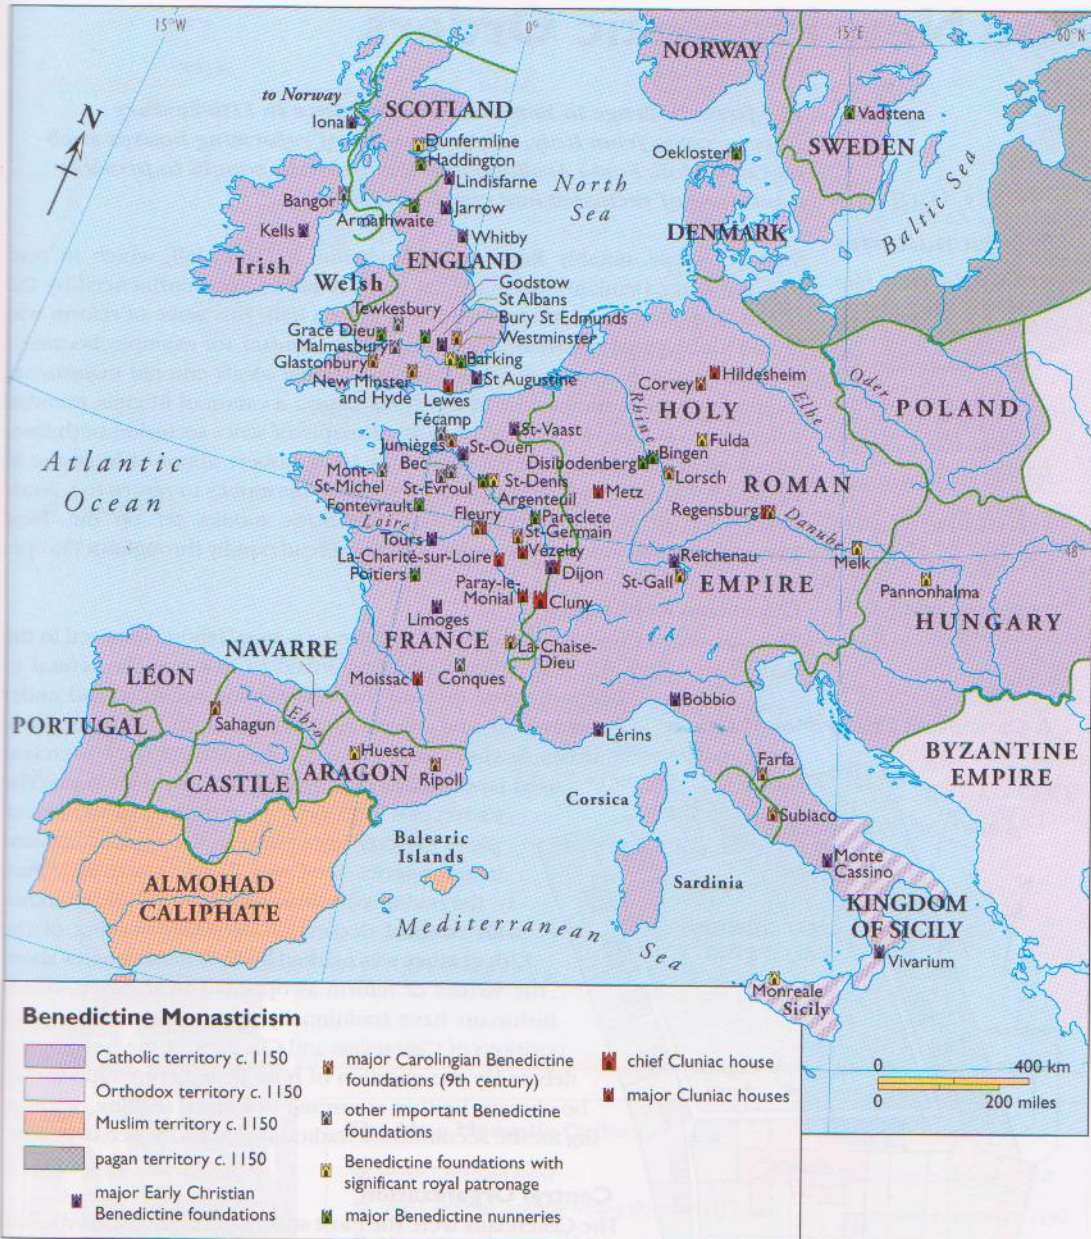 15°W
0°
15°E
60°N
N
NORWAY
to Norway
SCOTLAND
Iona
Vadstena
Dunfermline
SWEDEN
Oekloster
Haddington
Lindisfarne
North
Sea
Baltic Sea
Bangor
Armathwaite
Jarrow
Kells
Whitby
DENMARK
Irish
ENGLAND
Welsh
Godstow
St Albans
Tewkesbury
Bury St Edmunds
Grace Dieu
Westminster
Malmesbury
Glastonbury
Barking
New Minster
and Hyde
St Augustine
Lewes
Hildesheim
Corvey
Oder
Elbe
Rhine
HOLY
POLAND
Fécamp
St-Vaast
Jumièges
St-Ouen
Fulda
Bingen
Atlantic
Ocean
Bec
Disibodenberg
Mont-
St-Michel
St-Evroul
St-Denis
Lorsch
ROMAN
Argenteuil
Metz
Fontevrault
Paraclete
Regensburg
Loire
Fleury
St-Germain
Danube
48°
Tours
Vézelay
Melk
La-Charité-sur-Loire
Reichenau
Poitiers
Dijon
St-Gall
EMPIRE
Pannonhalma
Paray-le-
Monial
Cluny
Limoges
HUNGARY
FRANCE
La-Chaise-
Dieu
NAVARRE
LÉON
Moissac
Conques
PORTUGAL
Sahagun
Ebro
Bobbio
Lérins
Huesca
BYZANTINE
EMPIRE
ARAGON
Ripoll
CASTILE
Farfa
Corsica
Subiaco
Balearic
Islands
Monte
Cassino
ALMOHAD
CALIPHATE
Sardinia
Mediterranean
Sea
KINGDOM
OF SICILY
Vivarium
Monreale
Sicily
Benedictine Monasticism
Catholic territory c. 1150
Orthodox territory c. 1150
Muslim territory c. 1150
pagan territory c. 1150
major Early Christian
Benedictine foundations
major Carolingian Benedictine
foundations (9th century)
other important Benedictine
foundations
Benedictine foundations with
significant royal patronage
major Benedictine nunneries
chief Cluniac house
major Cluniac houses
0
400 km
0
200 miles